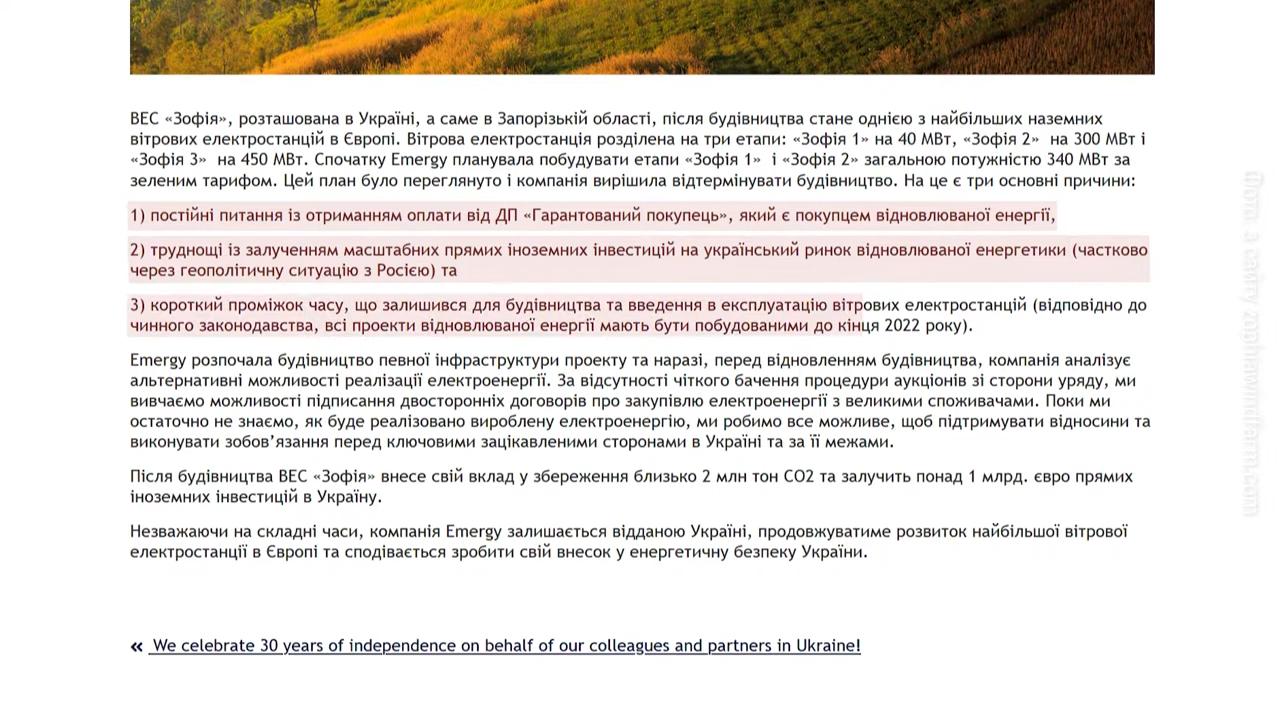 ВЕС «Зофія», розташована в Україні, а саме в Запорізькій області, після будівництва стане однією з найбільших наземних
вітрових електростанцій в Європі. Вітрова електростанція розділена на три етапи: «Зофія 1» на 40 МВт, «Зофія 2»  на 300 МВт і
«Зофія 3»  на 450 МВт. Спочатку Emergy планувала побудувати етапи «Зофія 1»  і «Зофія 2» загальною потужністю 340 МВт за
зеленим тарифом. Цей план було переглянуто і компанія вирішила відтермінувати будівництво. На це є три основні причини:
1) постійні питання із отриманням оплати від ДП «Гарантований покупець», який є покупцем відновлюваної енергії,
2) труднощі із залученням масштабних прямих іноземних інвестицій на український ринок відновлюваної енергетики (частково
через геополітичну ситуацію з Росією) та
3) короткий проміжок часу, що залишився для будівництва та введення в експлуатацію вітрових електростанцій (відповідно до
чинного законодавства, всі проекти відновлюваної енергії мають бути побудованими до кінця 2022 року).
Emergy розпочала будівництво певної інфраструктури проекту та наразі, перед відновленням будівництва, компанія аналізує
альтернативні можливості реалізації електроенергії. За відсутності чіткого бачення процедури аукціонів зі сторони уряду, ми
вивчаємо можливості підписання двосторонніх договорів про закупівлю електроенергії з великими споживачами. Поки ми
остаточно не знаємо, як буде реалізовано вироблену електроенергію, ми робимо все можливе, щоб підтримувати відносини та
виконувати зобов’язання перед ключовими зацікавленими сторонами в Україні та за її межами.
Після будівництва ВЕС «Зофія» внесе свій вклад у збереження близько 2 млн тон CO2 та залучить понад 1 млрд. євро прямих
іноземних інвестицій в Україну.
Незважаючи на складні часи, компанія Emergy залишається відданою Україні, продовжуватиме розвиток найбільшої вітрової
електростанції в Європі та сподівається зробити свій внесок у енергетичну безпеку України.
« We celebrate 30 years of independence on behalf of our colleagues and partners in Ukraine!
Фото з сайту zophiawindfarm.com